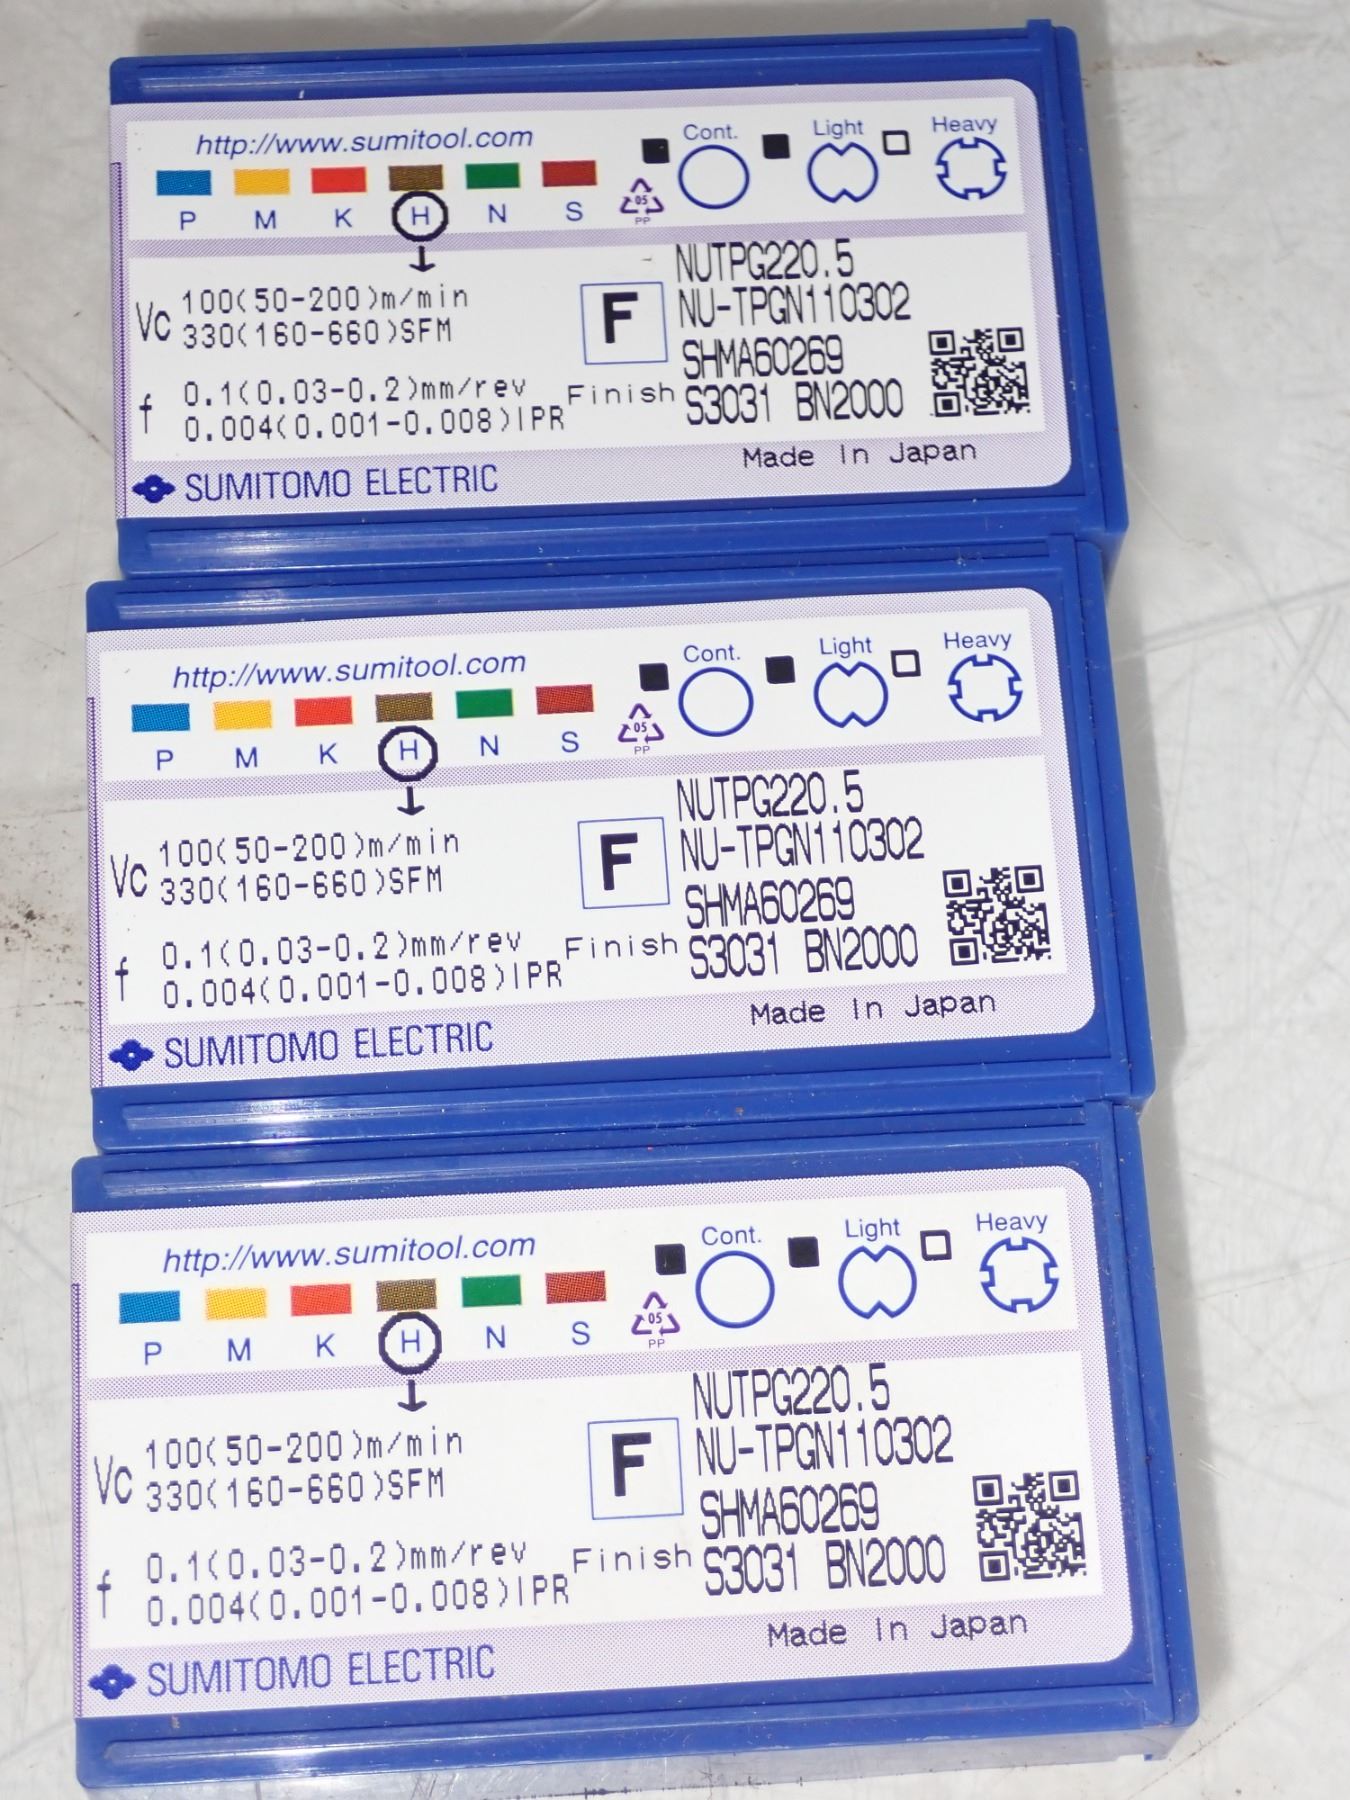 http://www.sumitool.com
Cont. Light Heavy
P M K H N S
05
PP
NUTPG220.5
NU-TPGN110302
Vc 100(50-200)m/min
330(160-660)SFM
F
SHMA60269
f 0.1(0.03-0.2)mm/rev
0.004(0.001-0.008)IPR
Finish
S3031 BN2000
Made In Japan
SUMITOMO ELECTRIC
http://www.sumitool.com
Cont. Light Heavy
P M K H N S
05
PP
NUTPG220.5
NU-TPGN110302
Vc 100(50-200)m/min
330(160-660)SFM
F
SHMA60269
f 0.1(0.03-0.2)mm/rev
0.004(0.001-0.008)IPR
Finish
S3031 BN2000
Made In Japan
SUMITOMO ELECTRIC
http://www.sumitool.com
Cont. Light Heavy
P M K H N S
05
PP
NUTPG220.5
NU-TPGN110302
Vc 100(50-200)m/min
330(160-660)SFM
F
SHMA60269
f 0.1(0.03-0.2)mm/rev
0.004(0.001-0.008)IPR
Finish
S3031 BN2000
Made In Japan
SUMITOMO ELECTRIC